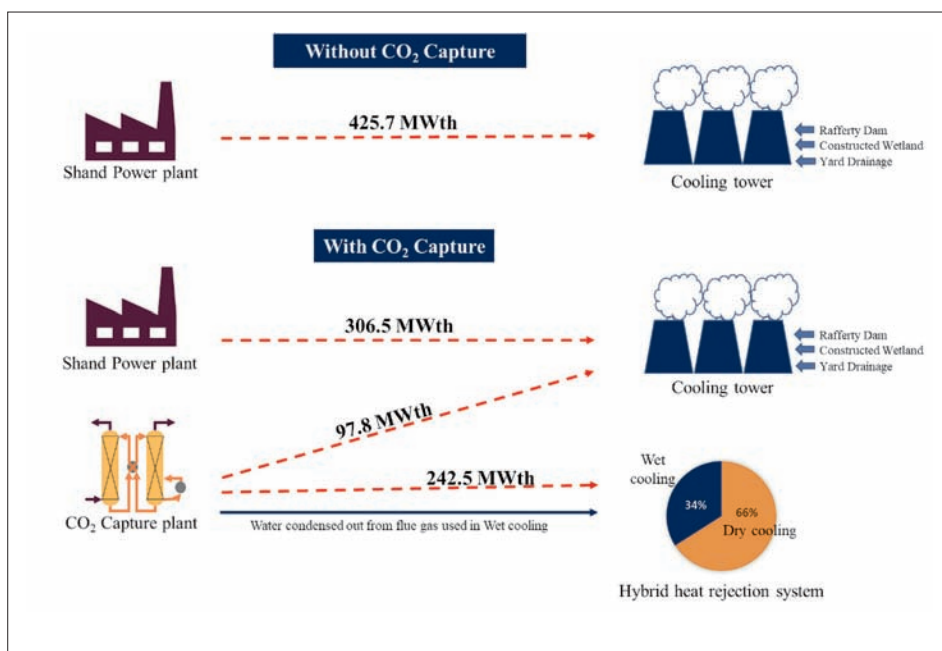 Without CO₂ Capture
425.7 MWth
Shand Power plant
Rafferty Dam
Constructed Wetland
Yard Drainage
Cooling tower
With CO₂ Capture
306.5 MWth
Shand Power plant
Rafferty Dam
Constructed Wetland
Yard Drainage
Cooling tower
97.8 MWth
242.5 MWth
CO₂ Capture plant
Water condensed out from flue gas used in Wet cooling
Wet
cooling
34%
66%
Dry cooling
Hybrid heat rejection system